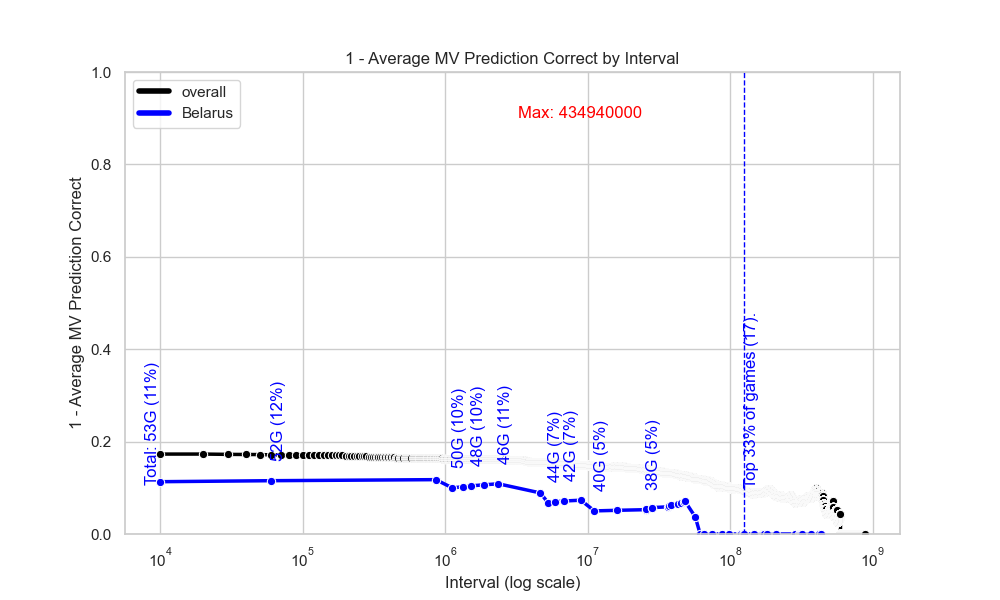 1 - Average MV Prediction Correct by Interval
overall
Belarus
Max: 434940000
1.0
0.8
0.6
0.4
0.2
0.0
1 - Average MV Prediction Correct
Total: 53G (11%)
52G (12%)
50G (10%)
48G (10%)
46G (11%)
44G (7%)
42G (7%)
40G (5%)
38G (5%)
Top 33% of games (17):
10^4
10^5
10^6
10^7
10^8
10^9
Interval (log scale)